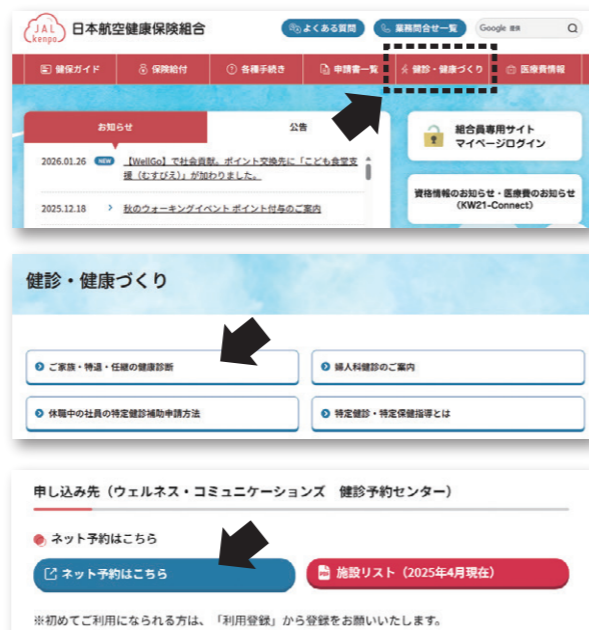 JAL
kenpo
日本航空健康保険組合
よくある質問
業務問合せ一覧
Google 検索
健保ガイド
保険給付
各種手続き
申請書一覧
健診・健康づくり
医療費情報
お知らせ
公告
2026.01.26 NEW 【WellGo】で社会貢献。ポイント交換先に「こども食堂支
援（むすびえ）」が加わりました。
2025.12.18 秋のウォーキングイベント ポイント付与のご案内
組合員専用サイト
マイページログイン
資格情報のお知らせ・医療費のお知らせ
（KW21-Connect）
健診・健康づくり
ご家族・特退・任継の健康診断
婦人科健診のご案内
休職中の社員の特定健診補助申請方法
特定健診・特定保健指導とは
申し込み先（ウェルネス・コミュニケーションズ　健診予約センター）
ネット予約はこちら
ネット予約はこちら
施設リスト（2025年4月現在）
※初めてご利用になられる方は、「利用登録」から登録をお願いいたします。